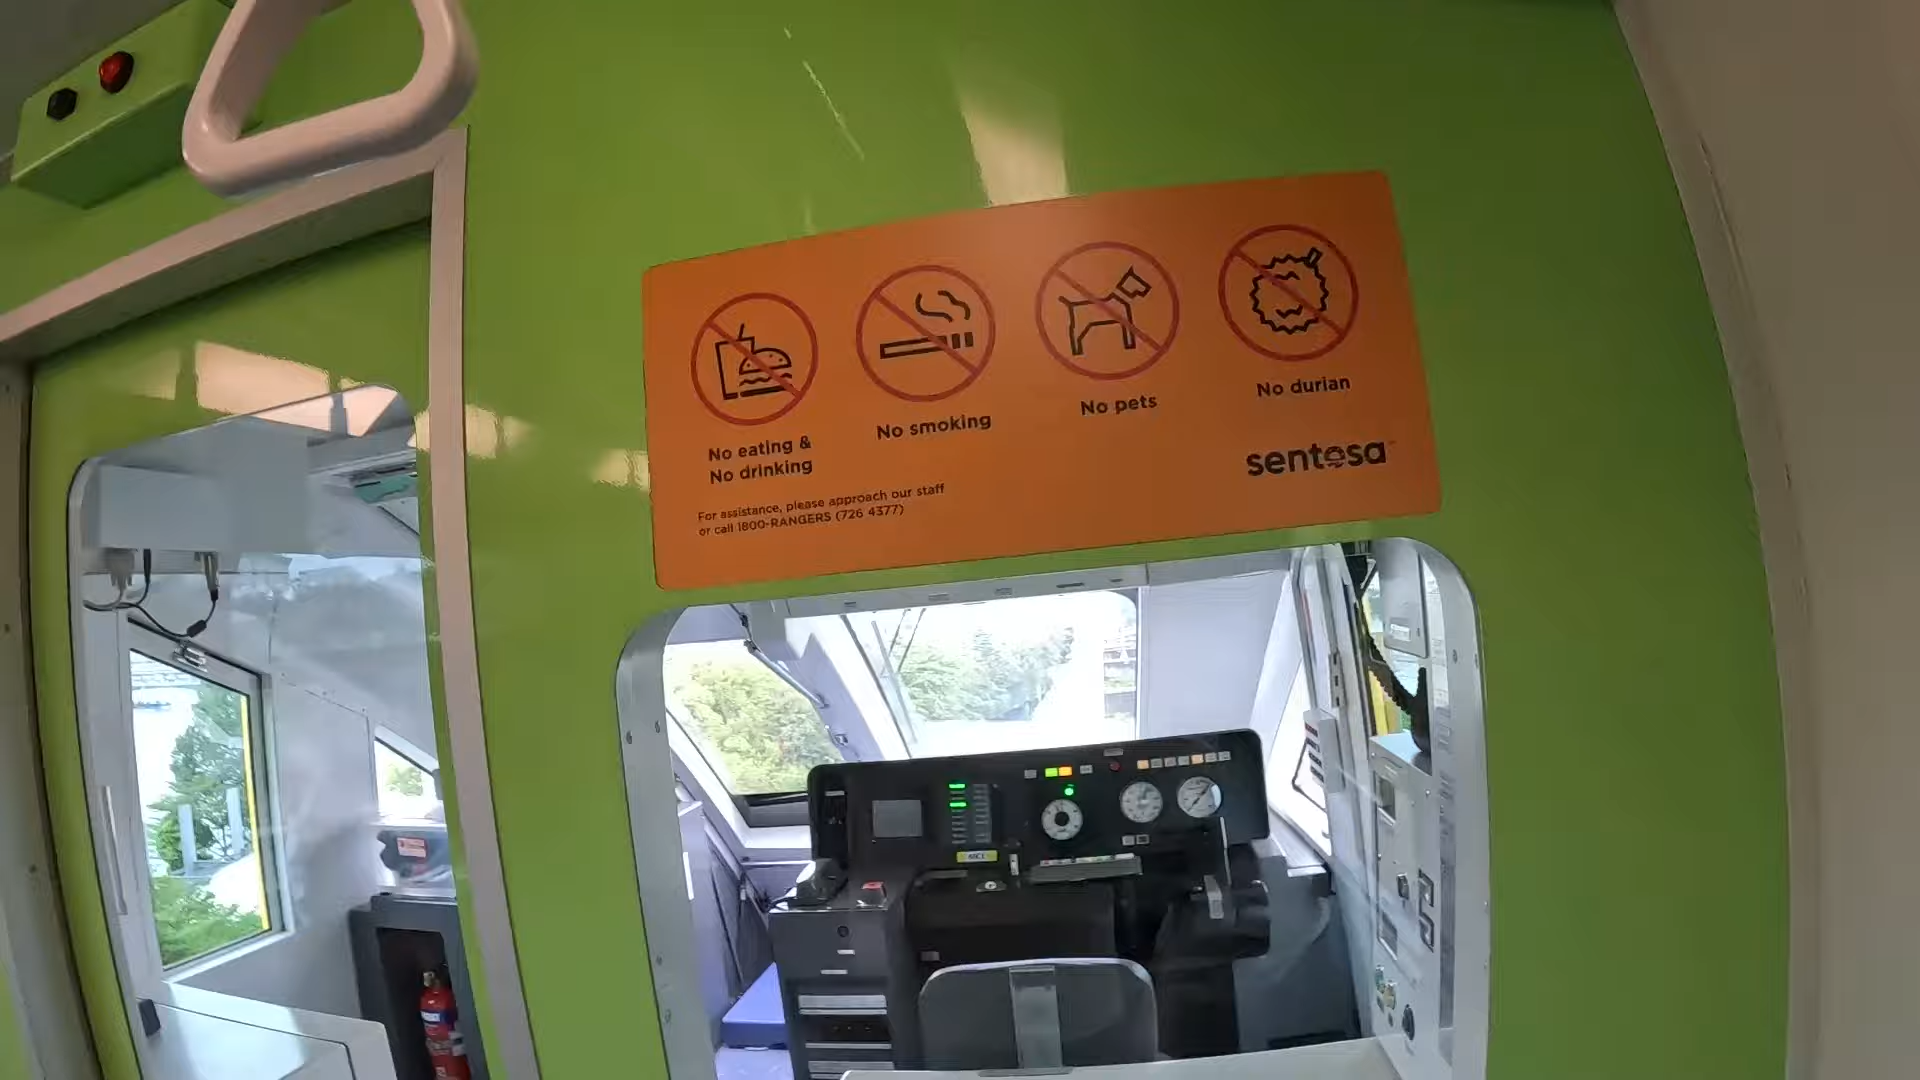 No eating &
No drinking
No smoking
No pets
No durian
sentosa
For assistance, please approach our staff
or call 1800-RANGERS (726 4377)